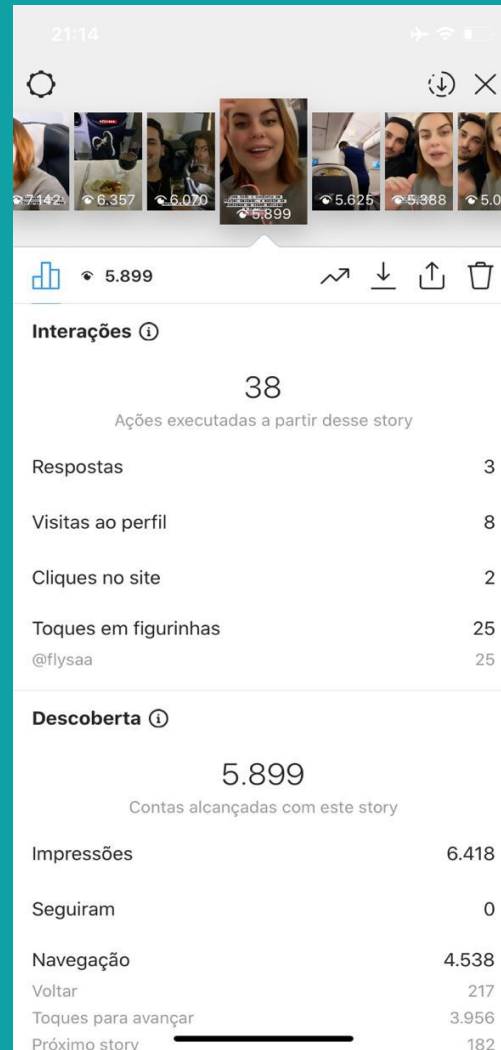 21:14
7.142
6.357
6.070
5.899
5.625
5.388
5.0
5.899
Interações
38
Ações executadas a partir desse story
Respostas 3
Visitas ao perfil 8
Cliques no site 2
Toques em figurinhas 25
@flysaa 25
Descoberta
5.899
Contas alcançadas com este story
Impressões 6.418
Seguiram 0
Navegação 4.538
Voltar 217
Toques para avançar 3.956
Próximo story 182